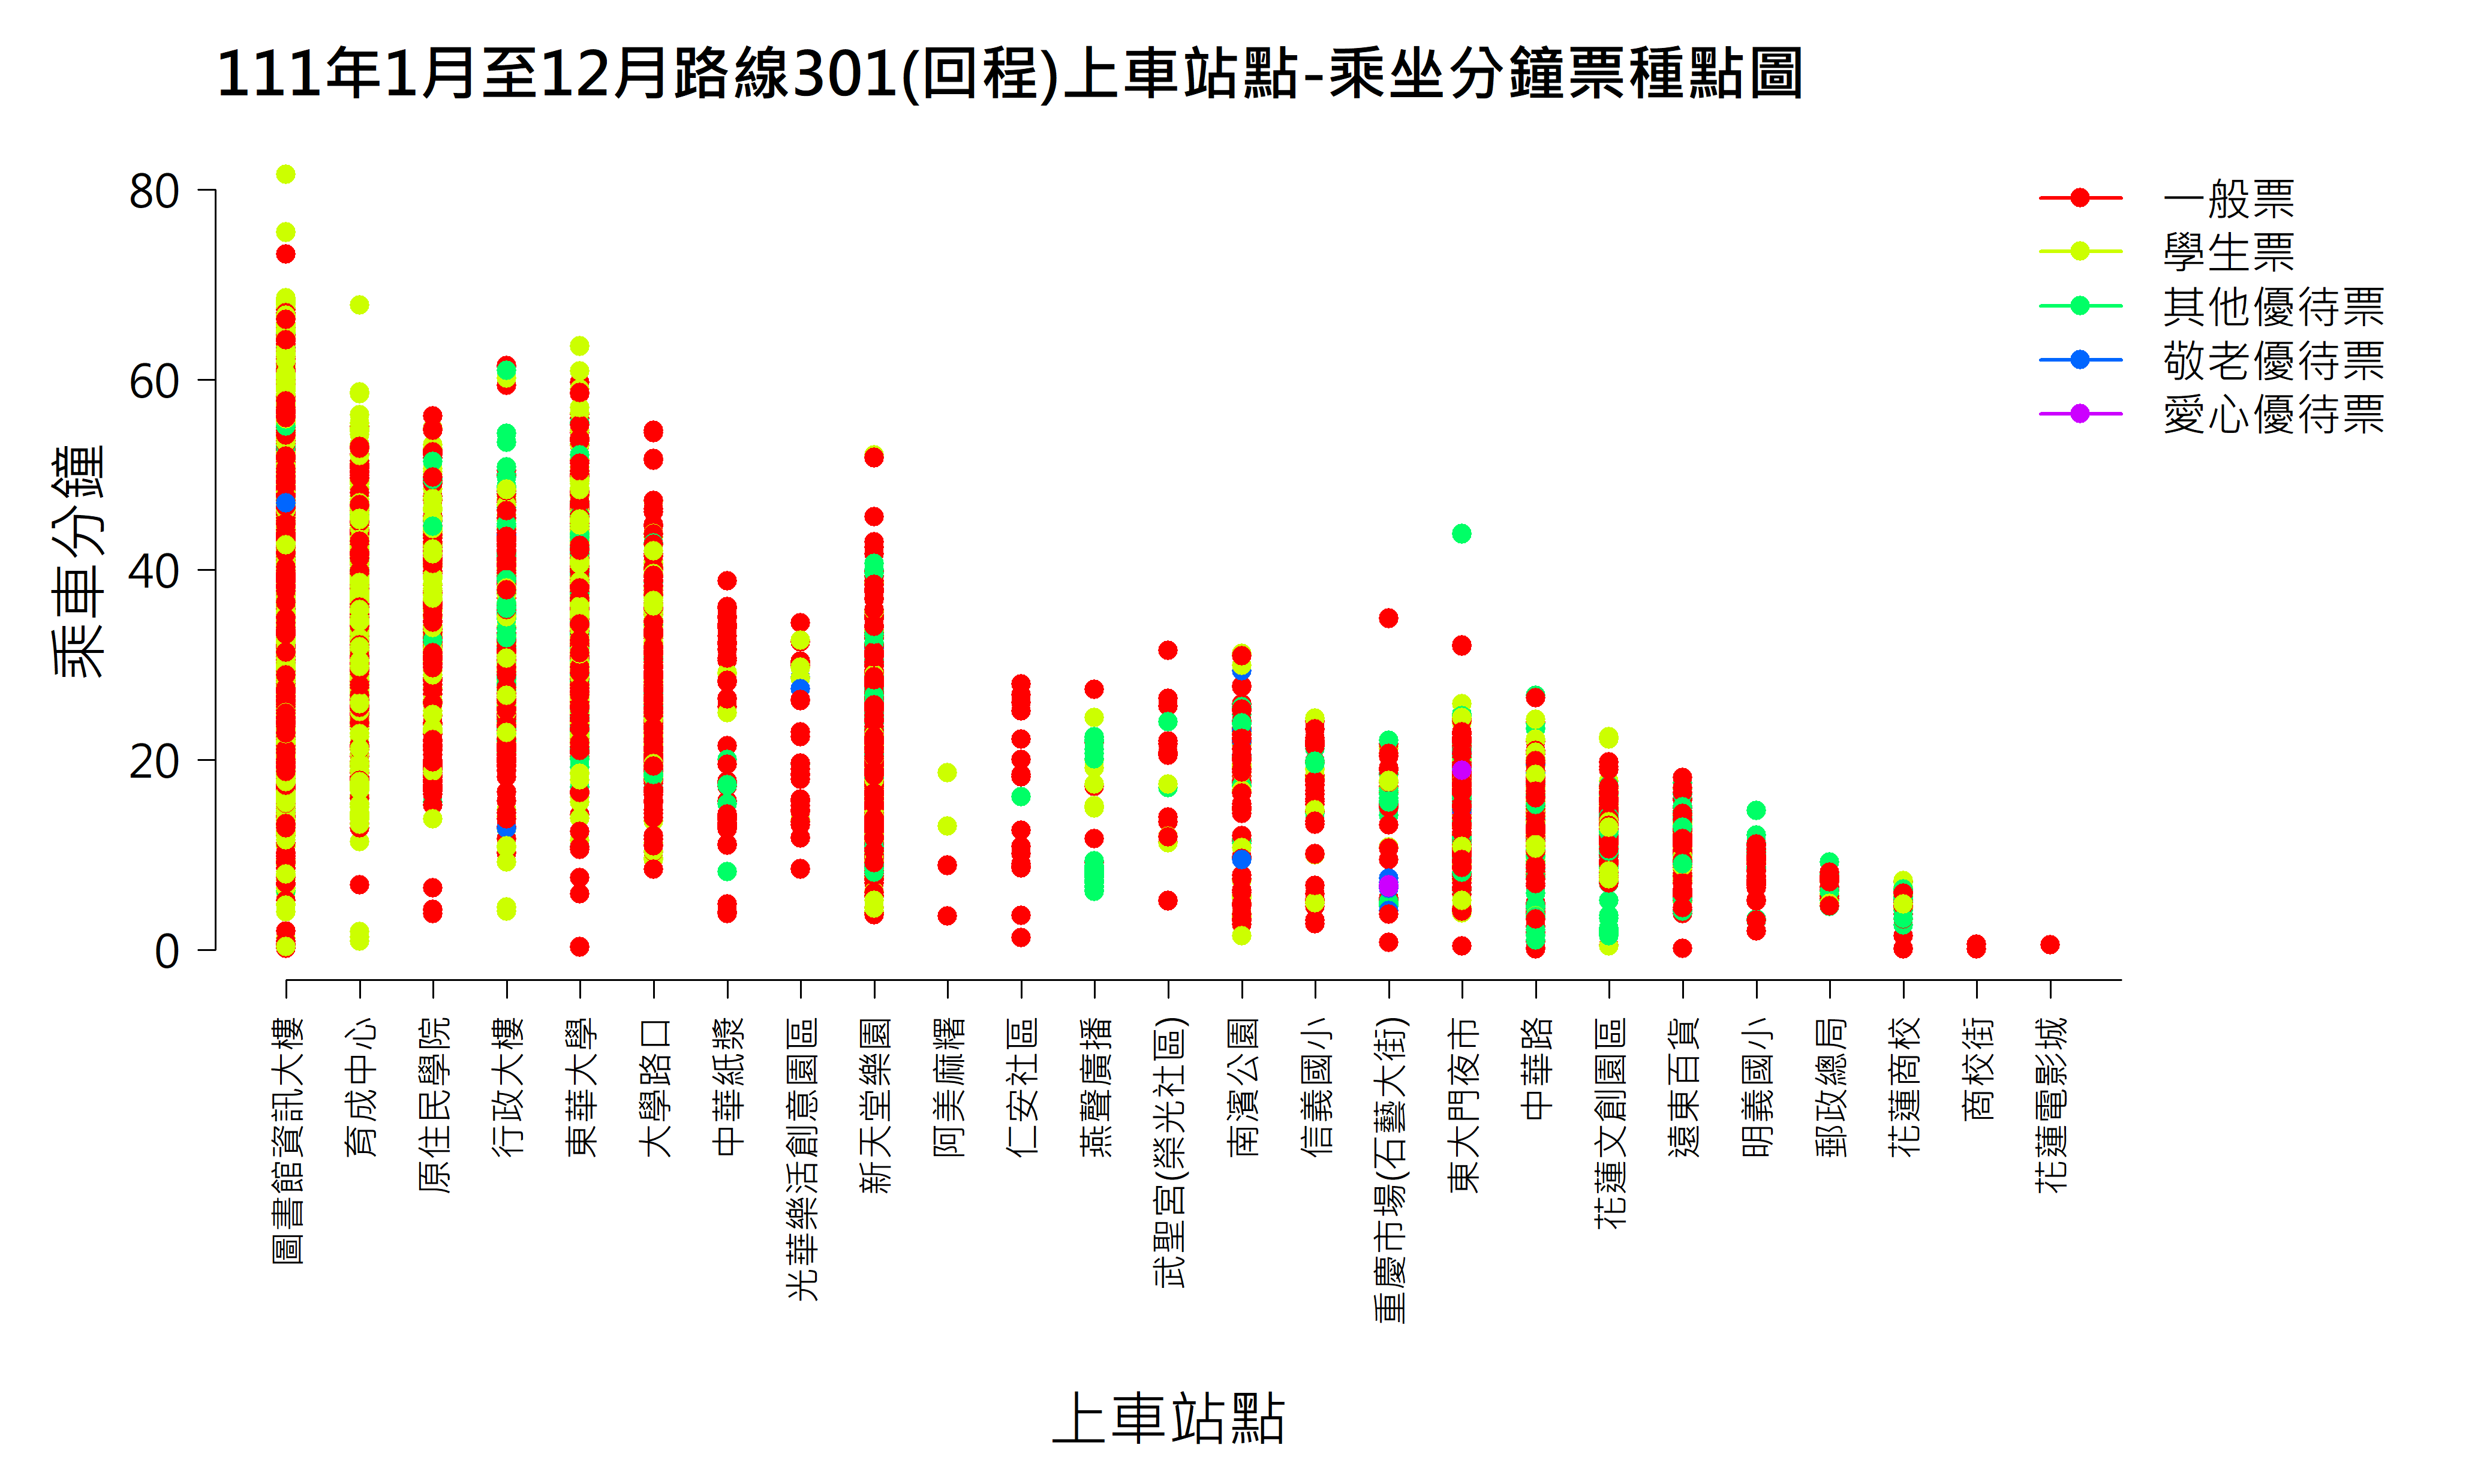 111年1月至12月路線301(回程)上車站點-乘坐分鐘票種點圖
一般票
學生票
其他優待票
敬老優待票
愛心優待票
乘車分鐘
80
60
40
20
0
圖書館資訊大樓
育成中心
原住民學院
行政大樓
東華大學
大學路口
中華紙漿
光華樂活創意園區
新天堂樂園
阿美麻糬
仁安社區
燕聲廣播
武聖宮(榮光社區)
南濱公園
信義國小
重慶市場(石藝大街)
東大門夜市
中華路
花蓮文創園區
遠東百貨
明義國小
郵政總局
花蓮商校
商校街
花蓮電影城
上車站點